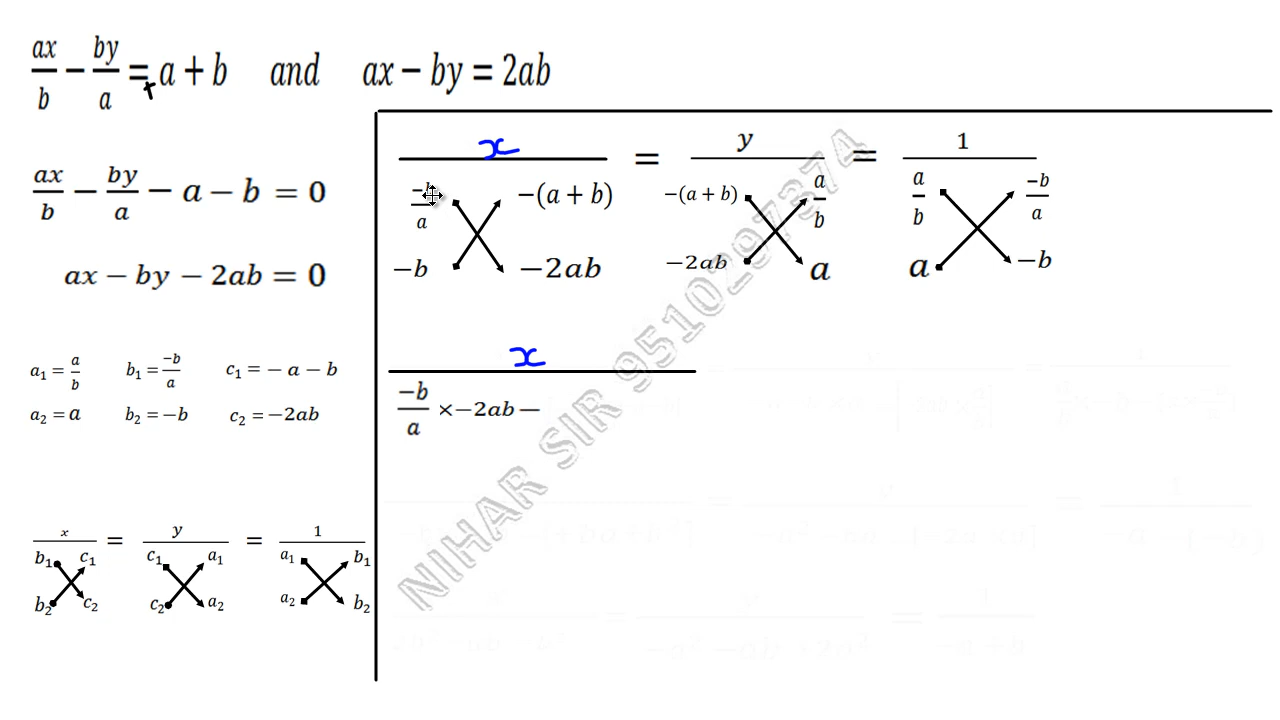 ax/b − by/a = a + b and ax − by = 2ab
ax/b − by/a − a − b = 0
ax − by − 2ab = 0
a₁ = a/b b₁ = −b/a c₁ = − a − b
a₂ = a b₂ = −b c₂ = −2ab
x/ = y/ = 1/
b₁ c₁ c₁ a₁ a₁ b₁
b₂ c₂ c₂ a₂ a₂ b₂
x = y = 1
−b/a −(a + b) −(a + b) a/b a/b −b/a
−b −2ab −2ab a a −b
x
−b/a × −2ab −
NIHAR SIR 9510297374